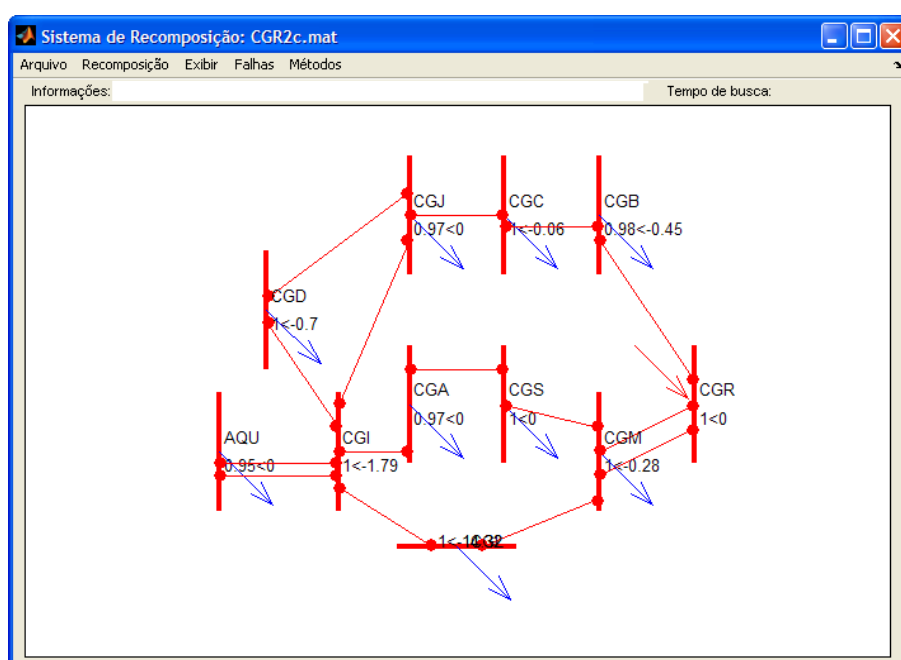 Sistema de Recomposição: CGR2c.mat
Arquivo Recomposição Exibir Falhas Métodos
Informações: Tempo de busca:
CGJ
0.97<0
CGC
1<-0.06
CGB
0.98<-0.45
CGD
1<-0.7
CGA
0.97<0
CGS
1<0
CGR
1<0
AQU
0.95<0
CGI
1<-1.79
CGM
1<-0.28